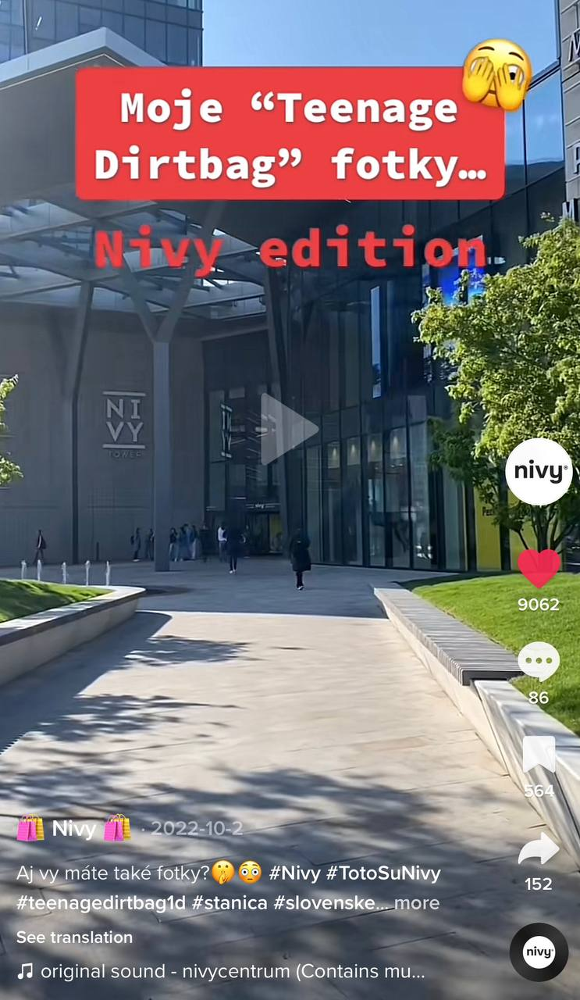 Moje “Teenage
Dirtbag” fotky…
Nivy edition
NI
VY
TOWER
nivy
nivy
9062
86
564
152
🛍️ Nivy 🛍️ · 2022-10-2
Aj vy máte také fotky?🤫😳 #Nivy #TotoSuNivy
#teenagedirtbag1d #stanica #slovenske... more
See translation
nivy
♫ original sound - nivycentrum (Contains mu...